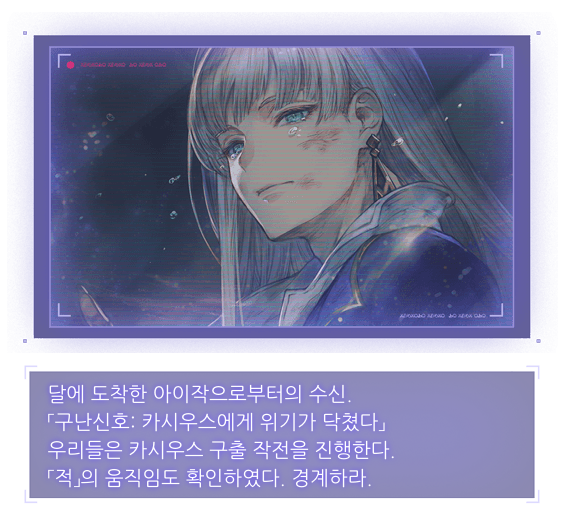 달에 도착한 아이작으로부터의 수신.
「구난신호: 카시우스에게 위기가 닥쳤다」
우리들은 카시우스 구출 작전을 진행한다.
「적」의 움직임도 확인하였다. 경계하라.